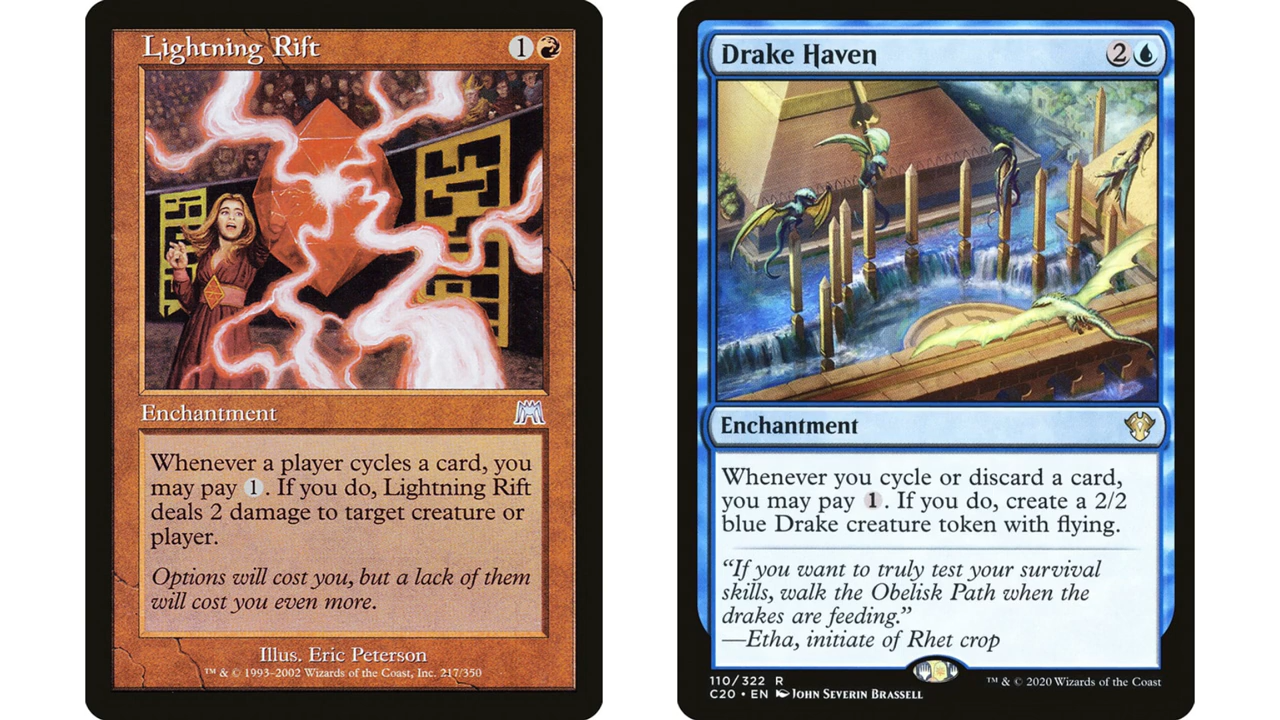 Lightning Rift
1
Enchantment
Whenever a player cycles a card, you
may pay 1. If you do, Lightning Rift
deals 2 damage to target creature or
player.
Options will cost you, but a lack of them
will cost you even more.
Illus. Eric Peterson
™ & © 1993–2002 Wizards of the Coast, Inc. 217/350
Drake Haven
2
Enchantment
Whenever you cycle or discard a card,
you may pay 1. If you do, create a 2/2
blue Drake creature token with flying.
“If you want to truly test your survival
skills, walk the Obelisk Path when the
drakes are feeding.”
—Etha, initiate of Rhet crop
110/322 R
C20 • EN John Severin Brassell
™ & © 2020 Wizards of the Coast